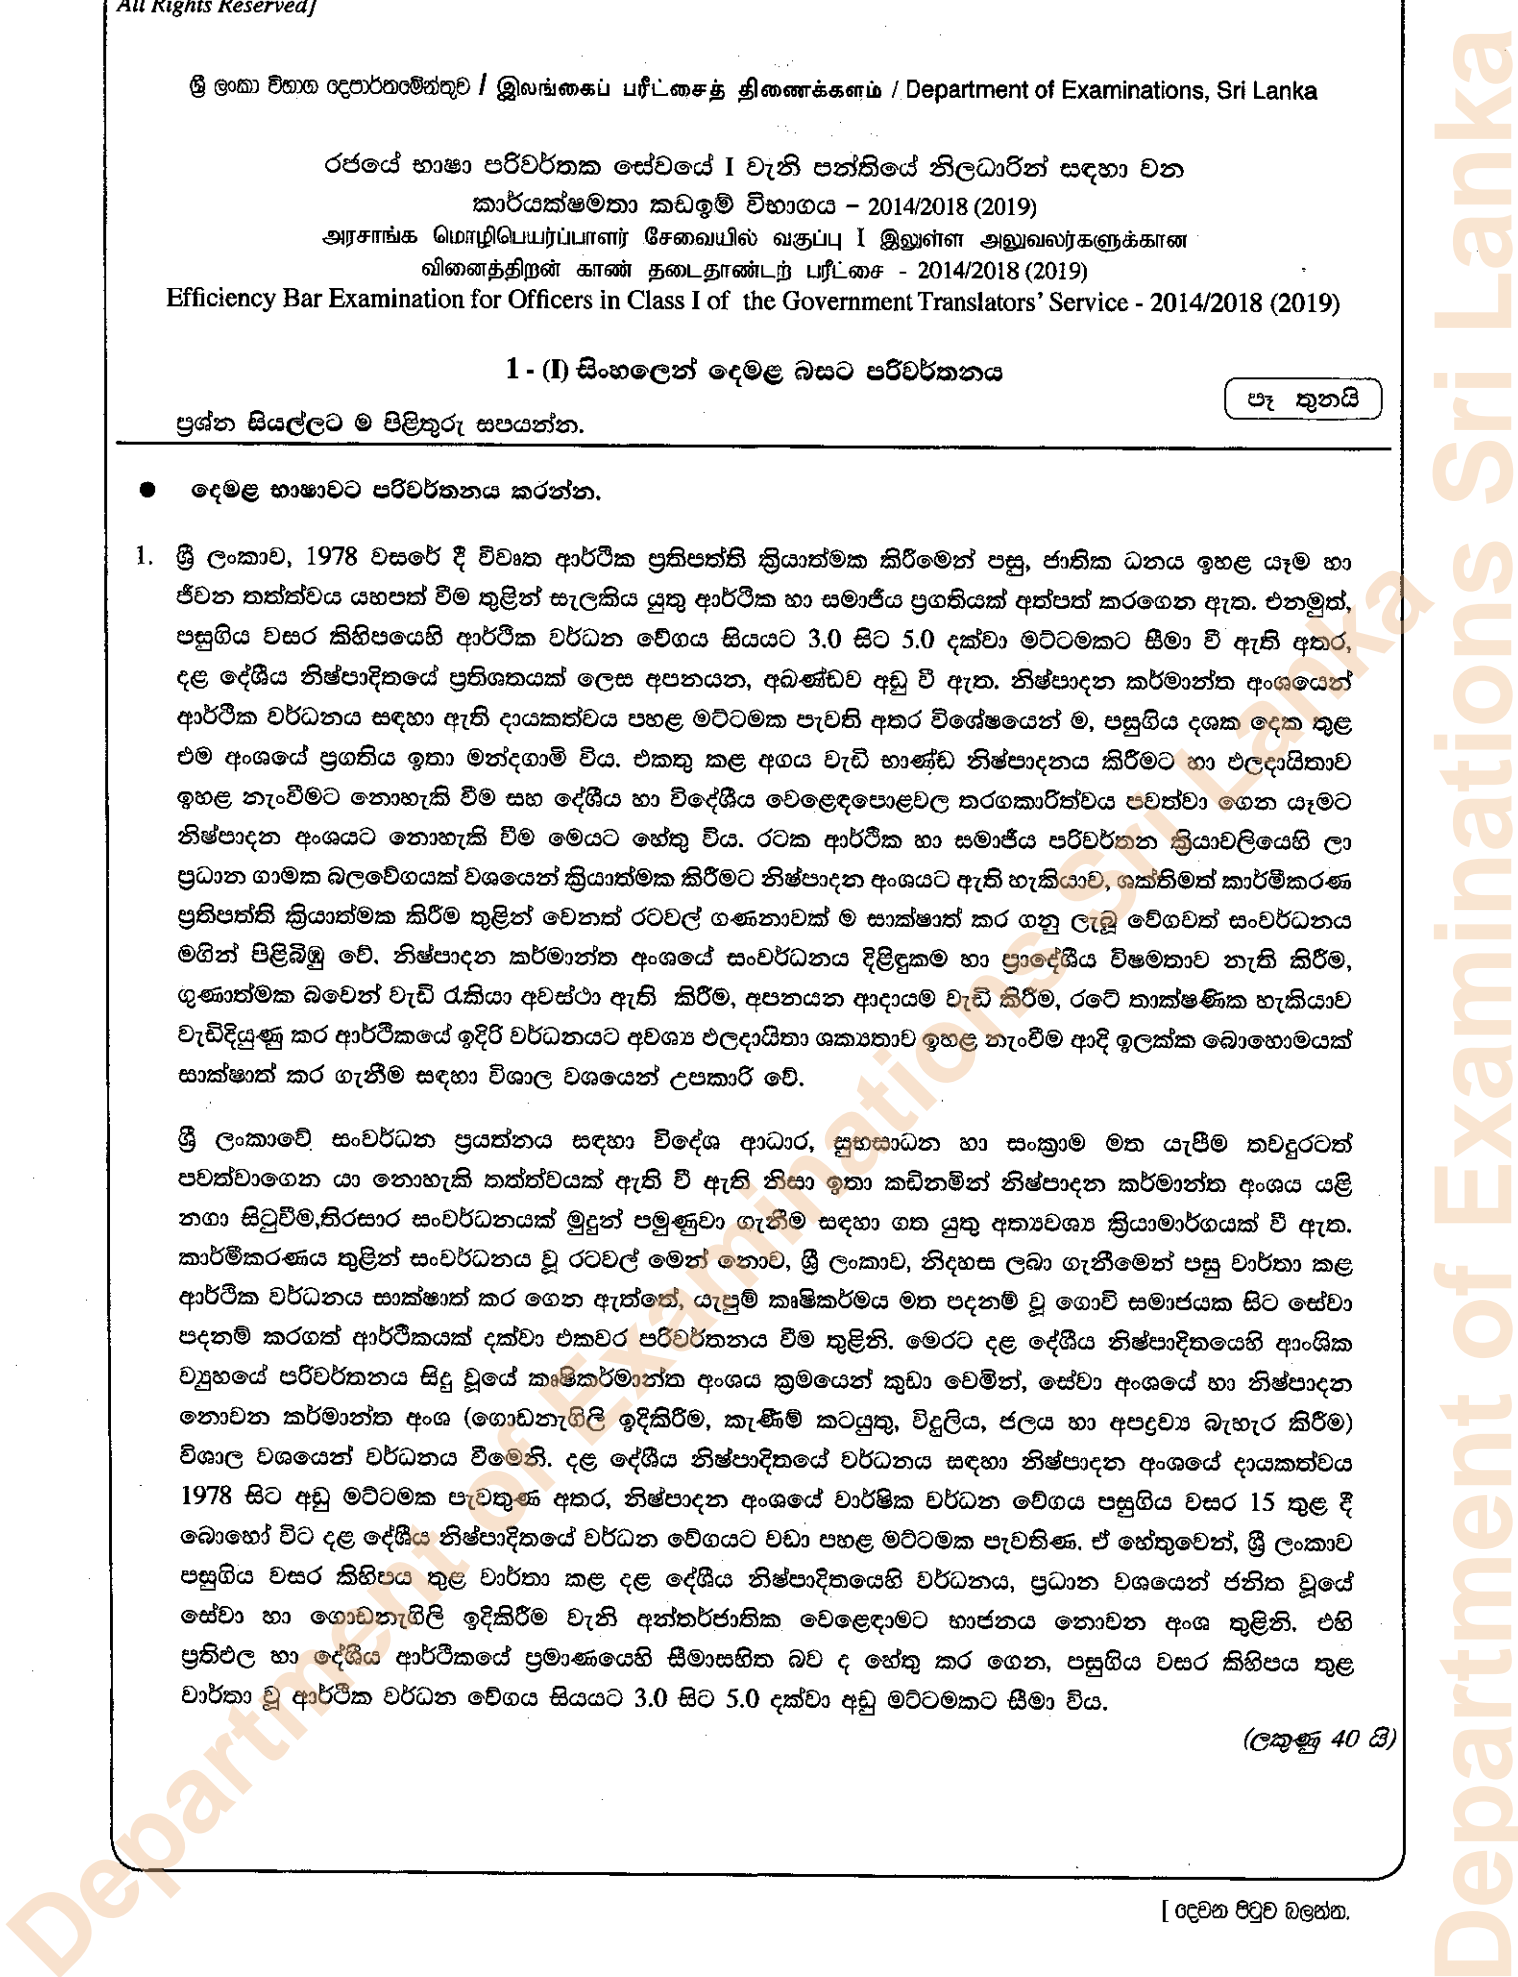 All Rights Reserved]
ශ්‍රී ලංකා විභාග දෙපාර්තමේන්තුව / இலங்கைப் பரீட்சைத் திணைக்களம் / Department of Examinations, Sri Lanka
රජයේ භාෂා පරිවර්තක සේවයේ I වැනි පන්තියේ නිලධාරින් සඳහා වන
කාර්යක්ෂමතා කඩඉම් විභාගය – 2014/2018 (2019)
அரசாங்க மொழிபெயர்ப்பாளர் சேவையில் வகுப்பு I இலுள்ள அலுவலர்களுக்கான
வினைத்திறன் காண் தடைதாண்டற் பரீட்சை - 2014/2018 (2019)
Efficiency Bar Examination for Officers in Class I of the Government Translators' Service - 2014/2018 (2019)
1 - (I) සිංහලෙන් දෙමළ බසට පරිවර්තනය
පැ තුනයි
ප්‍රශ්න සියල්ලට ම පිළිතුරු සපයන්න.
● දෙමළ භාෂාවට පරිවර්තනය කරන්න.
1. ශ්‍රී ලංකාව, 1978 වසරේ දී විවෘත ආර්ථික ප්‍රතිපත්ති ක්‍රියාත්මක කිරීමෙන් පසු, ජාතික ධනය ඉහළ යෑම හා
ජීවන තත්ත්වය යහපත් වීම තුළින් සැලකිය යුතු ආර්ථික හා සමාජීය ප්‍රගතියක් අත්පත් කරගෙන ඇත. එනමුත්,
පසුගිය වසර කිහිපයෙහි ආර්ථික වර්ධන වේගය සියයට 3.0 සිට 5.0 දක්වා මට්ටමකට සීමා වී ඇති අතර,
දළ දේශීය නිෂ්පාදිතයේ ප්‍රතිශතයක් ලෙස අපනයන, අඛණ්ඩව අඩු වී ඇත. නිෂ්පාදන කර්මාන්ත අංශයෙන්
ආර්ථික වර්ධනය සඳහා ඇති දායකත්වය පහළ මට්ටමක පැවති අතර විශේෂයෙන් ම, පසුගිය දශක දෙක තුළ
එම අංශයේ ප්‍රගතිය ඉතා මන්දගාමි විය. එකතු කළ අගය වැඩි භාණ්ඩ නිෂ්පාදනය කිරීමට හා ඵලදායිතාව
ඉහළ නැංවීමට නොහැකි වීම සහ දේශීය හා විදේශීය වෙළෙඳපොළවල තරගකාරිත්වය පවත්වා ගෙන යෑමට
නිෂ්පාදන අංශයට නොහැකි වීම මෙයට හේතු විය. රටක ආර්ථික හා සමාජීය පරිවර්තන ක්‍රියාවලියෙහි ලා
ප්‍රධාන ගාමක බලවේගයක් වශයෙන් ක්‍රියාත්මක කිරීමට නිෂ්පාදන අංශයට ඇති හැකියාව, ශක්තිමත් කාර්මීකරණ
ප්‍රතිපත්ති ක්‍රියාත්මක කිරීම තුළින් වෙනත් රටවල් ගණනාවක් ම සාක්ෂාත් කර ගනු ලැබූ වේගවත් සංවර්ධනය
මගින් පිළිබිඹු වේ. නිෂ්පාදන කර්මාන්ත අංශයේ සංවර්ධනය දිළිඳුකම හා ප්‍රාදේශීය විෂමතාව නැති කිරීම,
ගුණාත්මක බවෙන් වැඩි රැකියා අවස්ථා ඇති කිරීම, අපනයන ආදායම වැඩි කිරීම, රටේ තාක්ෂණික හැකියාව
වැඩිදියුණු කර ආර්ථිකයේ ඉදිරි වර්ධනයට අවශ්‍ය ඵලදායිතා ශක්‍යතාව ඉහළ නැංවීම ආදි ඉලක්ක බොහොමයක්
සාක්ෂාත් කර ගැනීම සඳහා විශාල වශයෙන් උපකාරී වේ.
ශ්‍රී ලංකාවේ සංවර්ධන ප්‍රයත්නය සඳහා විදේශ ආධාර, සුභසාධන හා සංක්‍රාම මත යැපීම තවදුරටත්
පවත්වාගෙන යා නොහැකි තත්ත්වයක් ඇති වී ඇති නිසා ඉතා කඩිනමින් නිෂ්පාදන කර්මාන්ත අංශය යළි
නගා සිටුවීම,තිරසාර සංවර්ධනයක් මුදුන් පමුණුවා ගැනීම සඳහා ගත යුතු අත්‍යවශ්‍ය ක්‍රියාමාර්ගයක් වී ඇත.
කාර්මීකරණය තුළින් සංවර්ධනය වූ රටවල් මෙන් නොව, ශ්‍රී ලංකාව, නිදහස ලබා ගැනීමෙන් පසු වාර්තා කළ
ආර්ථික වර්ධනය සාක්ෂාත් කර ගෙන ඇත්තේ, යැපුම් කෘෂිකර්මය මත පදනම් වූ ගොවි සමාජයක සිට සේවා
පදනම් කරගත් ආර්ථිකයක් දක්වා එකවර පරිවර්තනය වීම තුළිනි. මෙරට දළ දේශීය නිෂ්පාදිතයෙහි ආංශික
ව්‍යුහයේ පරිවර්තනය සිදු වූයේ කෘෂිකර්මාන්ත අංශය ක්‍රමයෙන් කුඩා වෙමින්, සේවා අංශයේ හා නිෂ්පාදන
නොවන කර්මාන්ත අංශ (ගොඩනැගිලි ඉදිකිරීම, කැණීම් කටයුතු, විදුලිය, ජලය හා අපද්‍රව්‍ය බැහැර කිරීම)
විශාල වශයෙන් වර්ධනය වීමෙනි. දළ දේශීය නිෂ්පාදිතයේ වර්ධනය සඳහා නිෂ්පාදන අංශයේ දායකත්වය
1978 සිට අඩු මට්ටමක පැවතුණ අතර, නිෂ්පාදන අංශයේ වාර්ෂික වර්ධන වේගය පසුගිය වසර 15 තුළ දී
බොහෝ විට දළ දේශීය නිෂ්පාදිතයේ වර්ධන වේගයට වඩා පහළ මට්ටමක පැවතිණ. ඒ හේතුවෙන්, ශ්‍රී ලංකාව
පසුගිය වසර කිහිපය තුළ වාර්තා කළ දළ දේශීය නිෂ්පාදිතයෙහි වර්ධනය, ප්‍රධාන වශයෙන් ජනිත වූයේ
සේවා හා ගොඩනැගිලි ඉදිකිරීම වැනි අන්තර්ජාතික වෙළෙඳාමට භාජනය නොවන අංශ තුළිනි. එහි
ප්‍රතිඵල හා දේශීය ආර්ථිකයේ ප්‍රමාණයෙහි සීමාසහිත බව ද හේතු කර ගෙන, පසුගිය වසර කිහිපය තුළ
වාර්තා වූ ආර්ථික වර්ධන වේගය සියයට 3.0 සිට 5.0 දක්වා අඩු මට්ටමකට සීමා විය.
(ලකුණු 40 යි)
[ දෙවන පිටුව බලන්න.
Department of Examinations Sri Lanka
Department of Examinations Sri Lanka